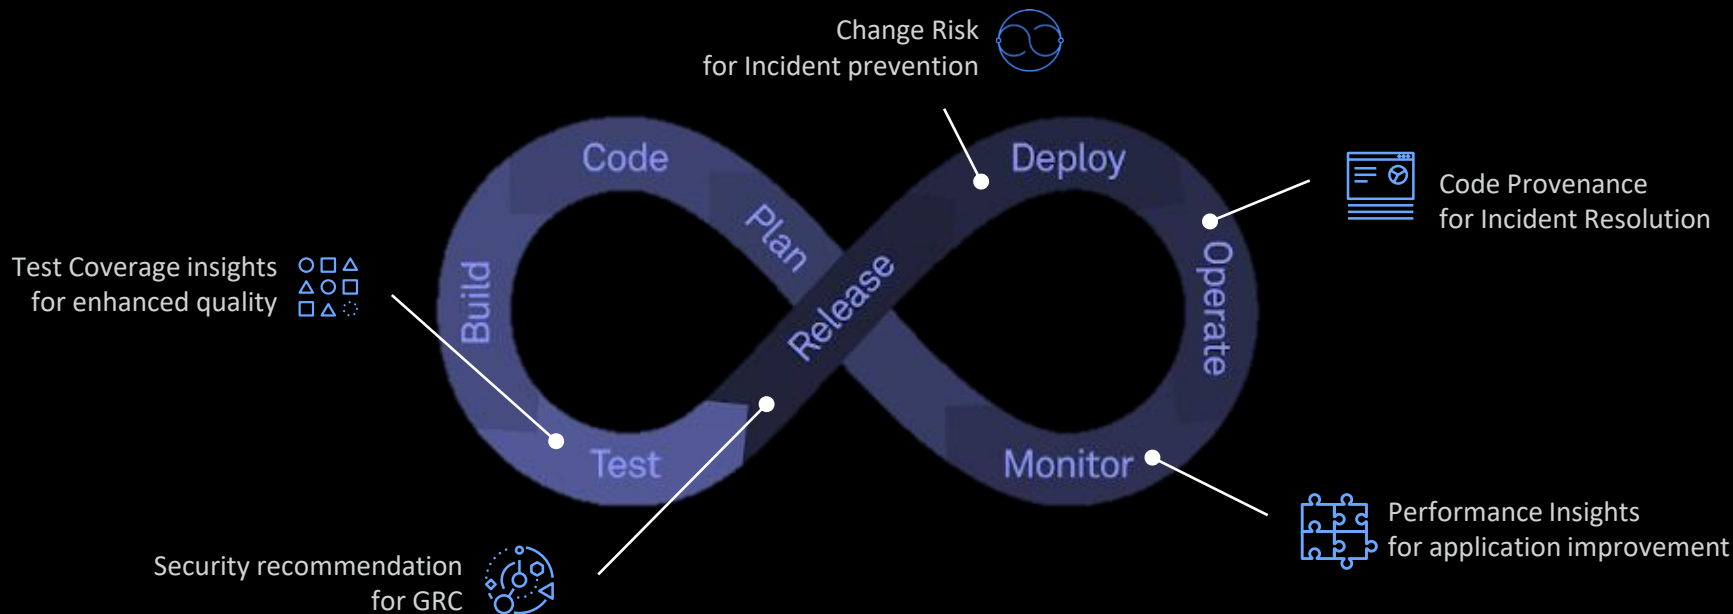 Change Risk
for Incident prevention
Code
Deploy
Plan
Code Provenance
for Incident Resolution
Test Coverage insights
for enhanced quality
Build
Release
Operate
Test
Monitor
Performance Insights
for application improvement
Security recommendation
for GRC